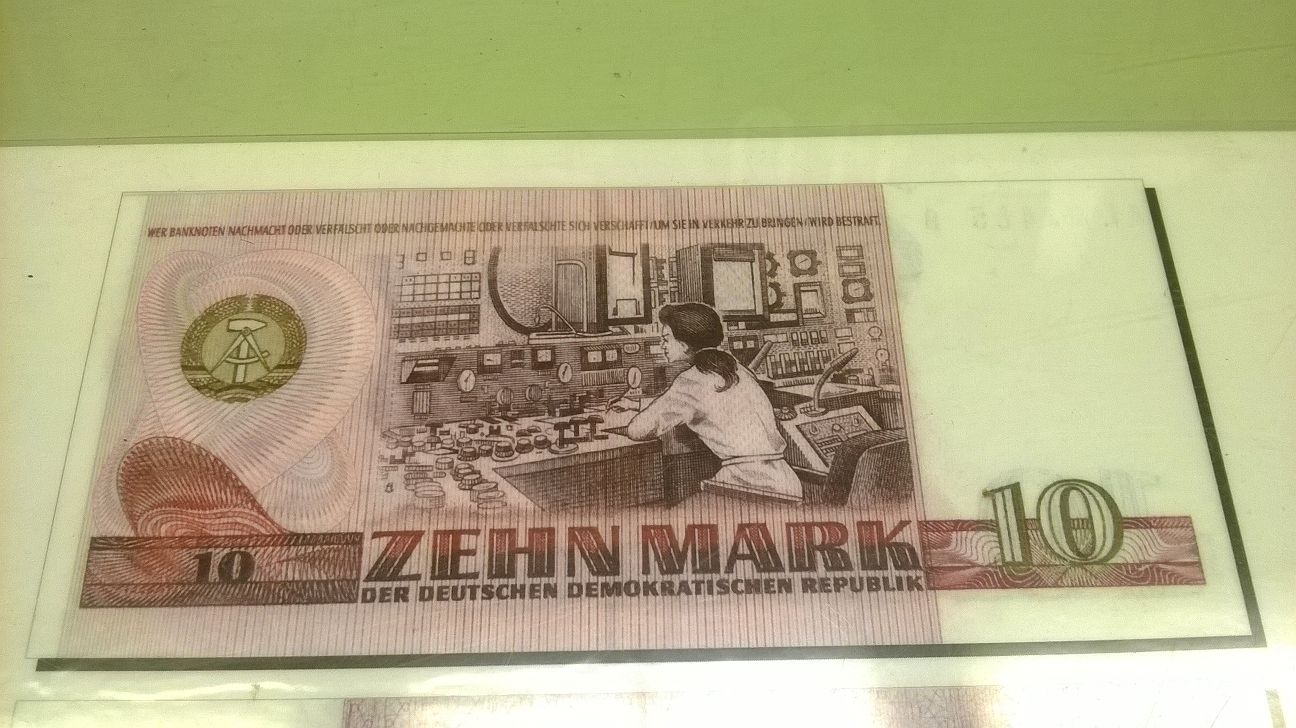 WER BANKNOTEN NACHMACHT ODER VERFÄLSCHT ODER NACHGEMACHTE ODER VERFÄLSCHTE SICH VERSCHAFFT/UM SIE IN VERKEHR ZU BRINGEN/WIRD BESTRAFT.
10
10
ZEHN MARK
DER DEUTSCHEN DEMOKRATISCHEN REPUBLIK